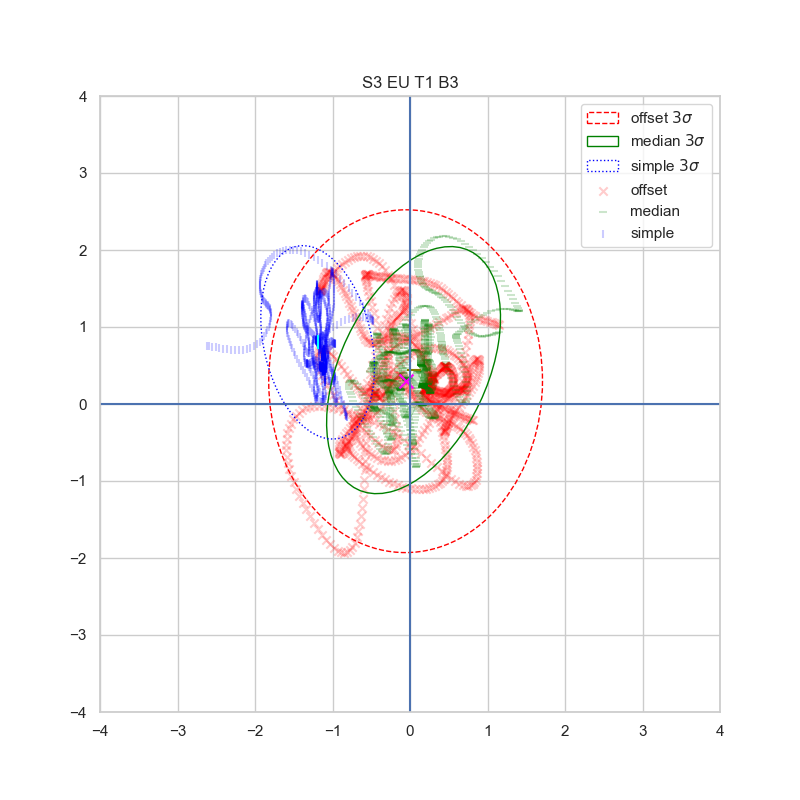 S3 EU T1 B3
offset 3σ
median 3σ
simple 3σ
offset
median
simple
4
3
2
1
0
−1
−2
−3
−4
−4 −3 −2 −1 0 1 2 3 4